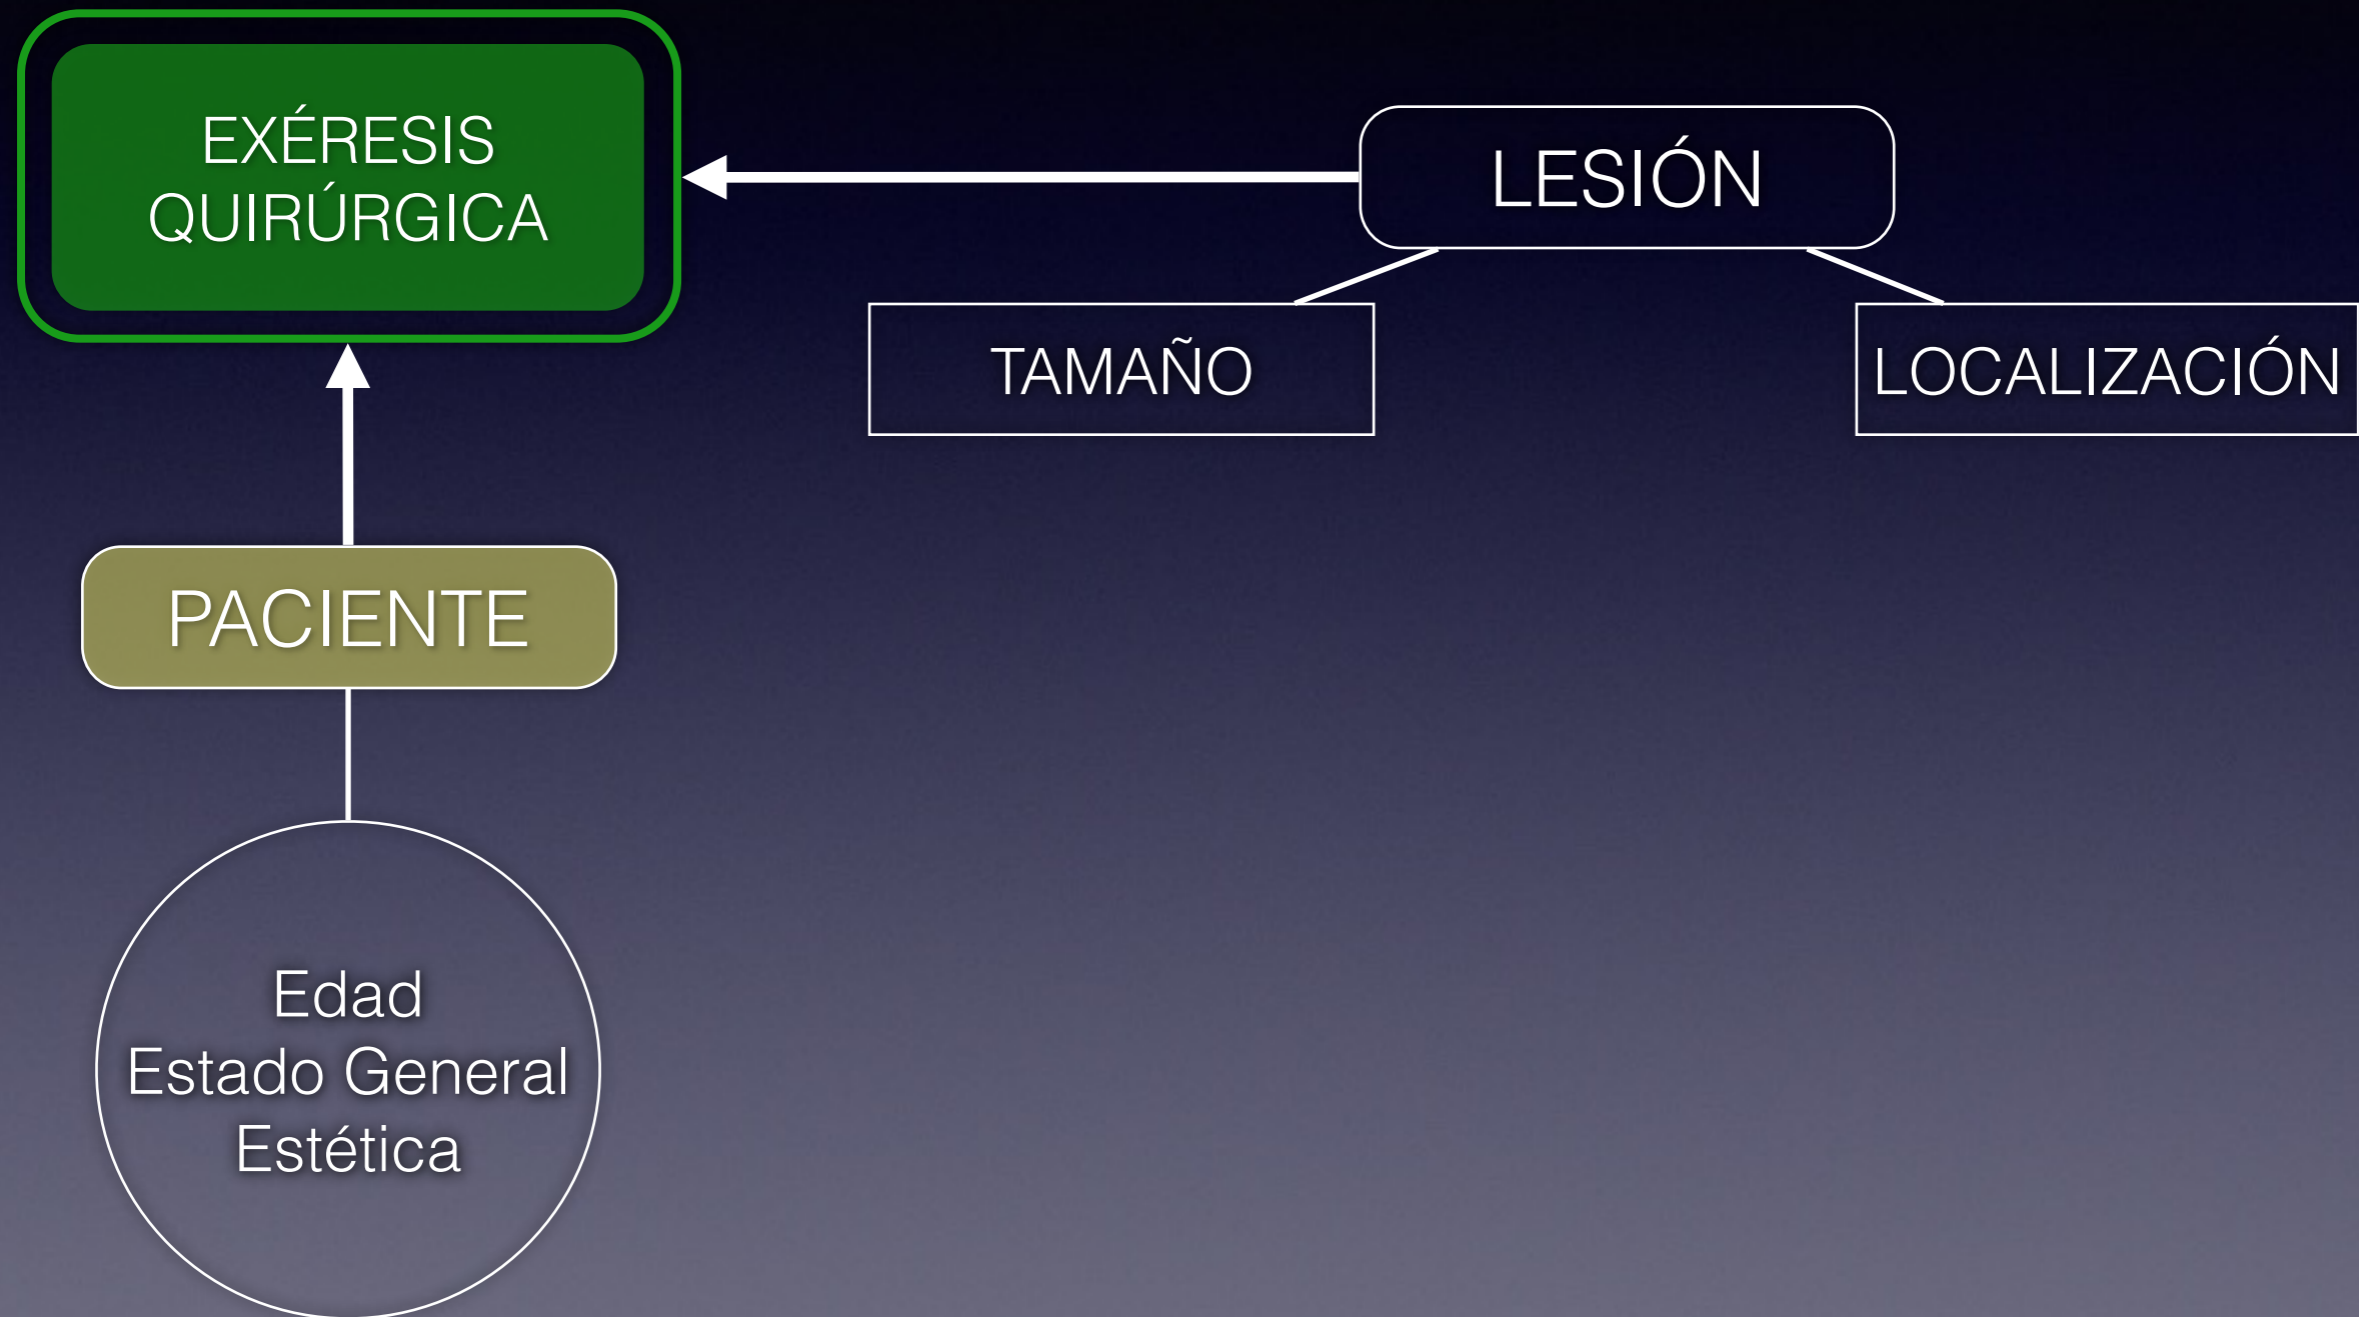 EXÉRESIS
QUIRÚRGICA
LESIÓN
TAMAÑO
LOCALIZACIÓN
PACIENTE
Edad
Estado General
Estética